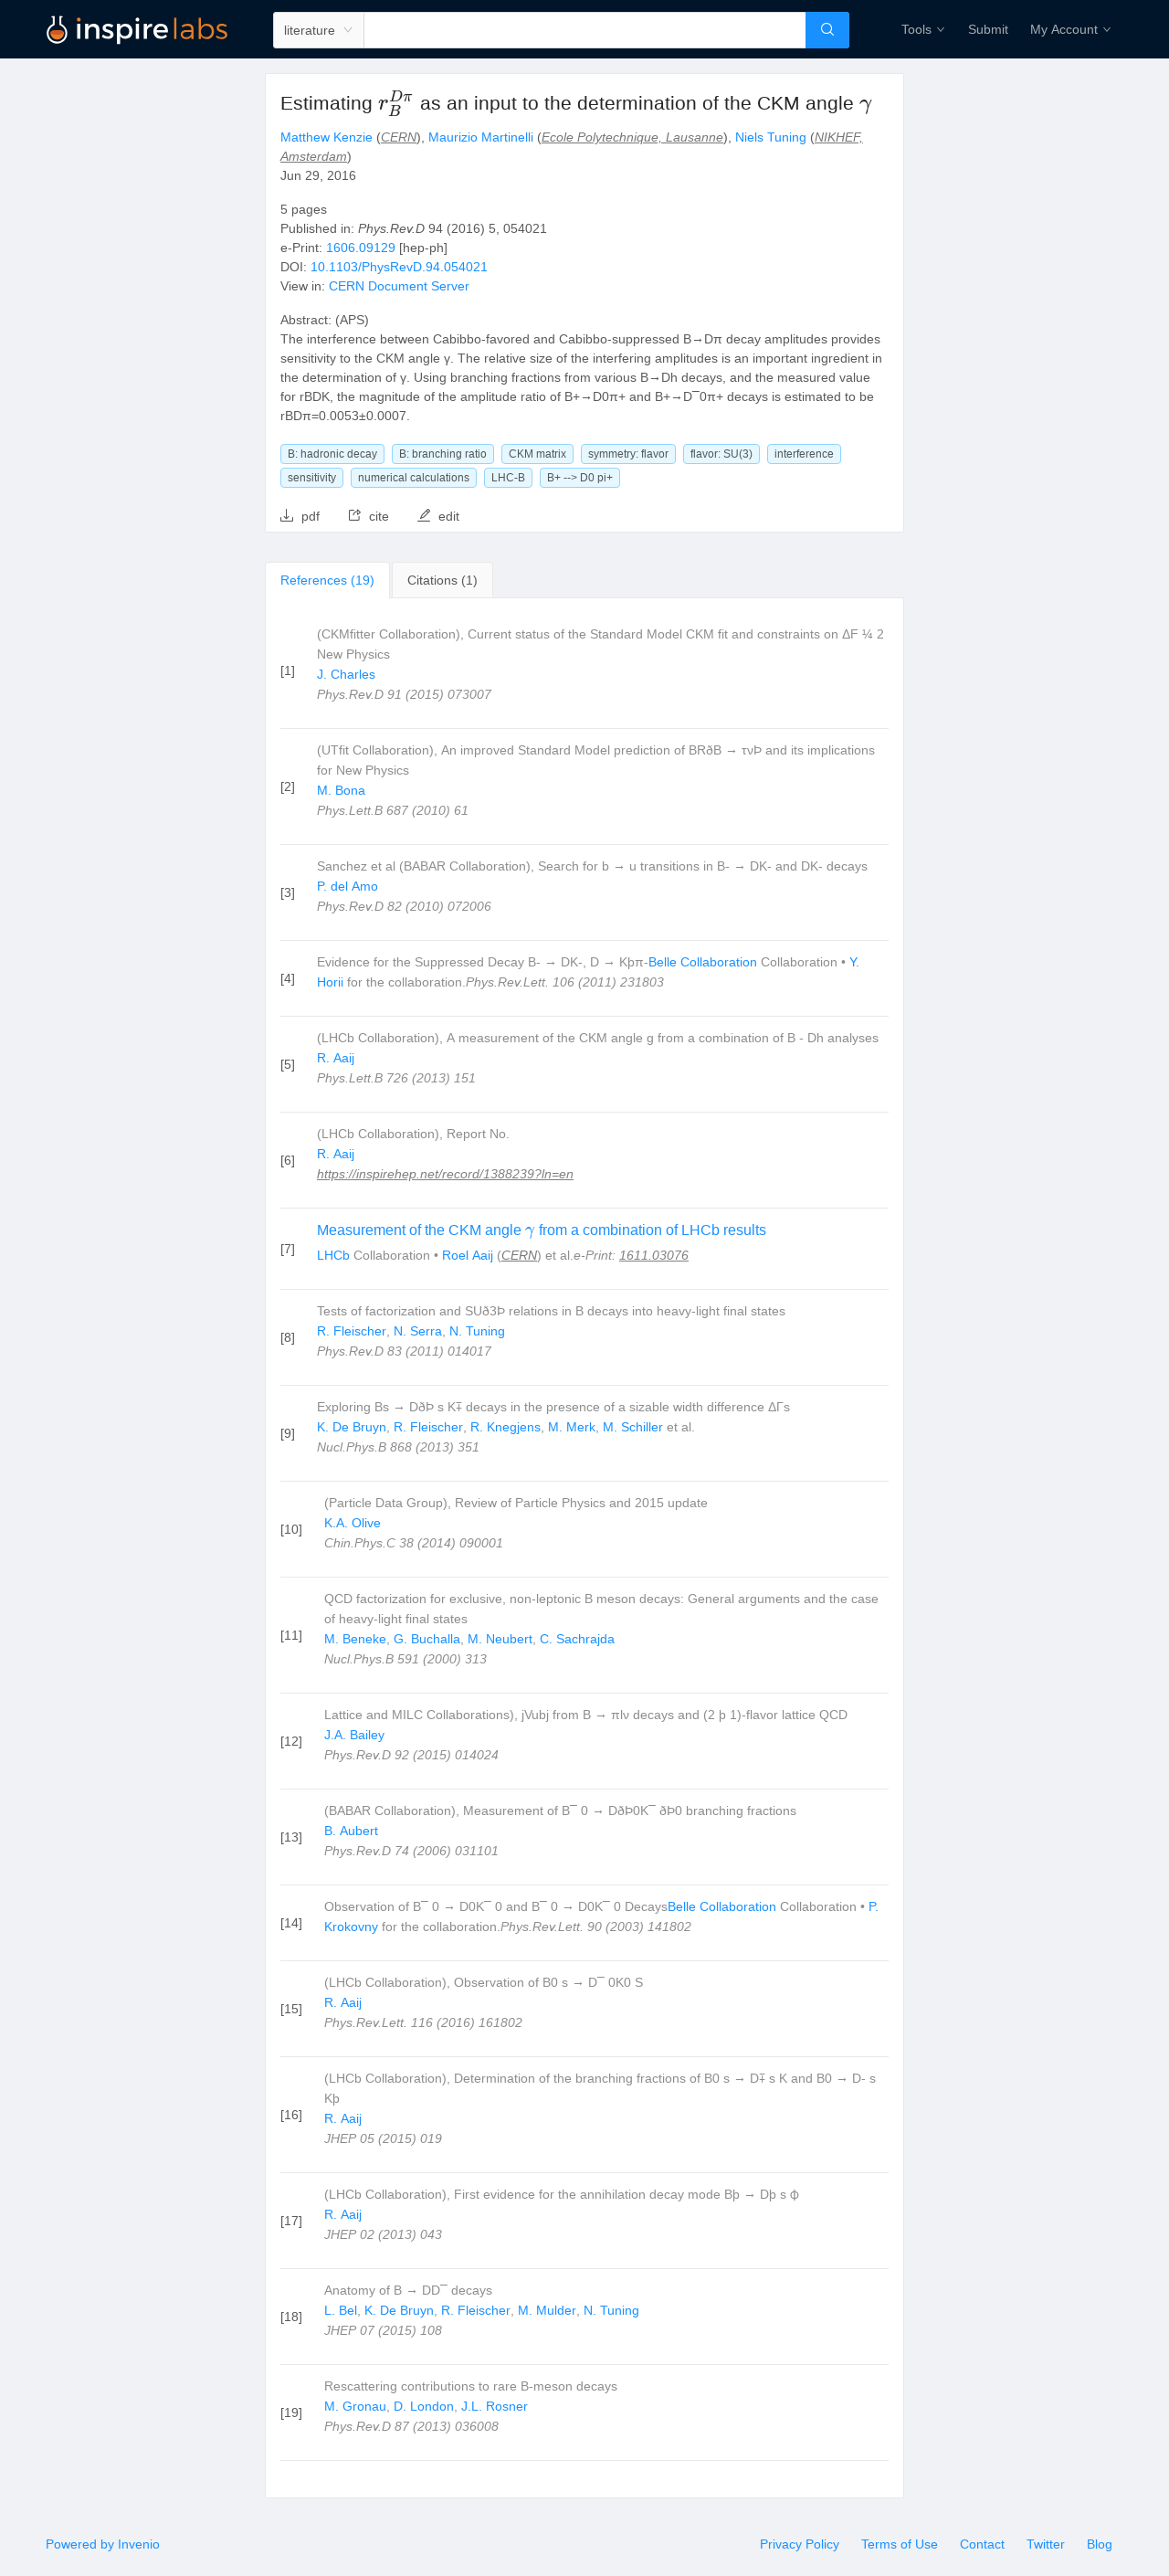 inspire labs
literature
Tools
Submit
My Account
Estimating r_B^{Dπ} as an input to the determination of the CKM angle γ
Matthew Kenzie (CERN), Maurizio Martinelli (Ecole Polytechnique, Lausanne), Niels Tuning (NIKHEF,
Amsterdam)
Jun 29, 2016
5 pages
Published in: Phys.Rev.D 94 (2016) 5, 054021
e-Print: 1606.09129 [hep-ph]
DOI: 10.1103/PhysRevD.94.054021
View in: CERN Document Server
Abstract: (APS)
The interference between Cabibbo-favored and Cabibbo-suppressed B→Dπ decay amplitudes provides
sensitivity to the CKM angle γ. The relative size of the interfering amplitudes is an important ingredient in
the determination of γ. Using branching fractions from various B→Dh decays, and the measured value
for rBDK, the magnitude of the amplitude ratio of B+→D0π+ and B+→D¯0π+ decays is estimated to be
rBDπ=0.0053±0.0007.
B: hadronic decay
B: branching ratio
CKM matrix
symmetry: flavor
flavor: SU(3)
interference
sensitivity
numerical calculations
LHC-B
B+ --> D0 pi+
pdf
cite
edit
References (19)
Citations (1)
[1]
(CKMfitter Collaboration), Current status of the Standard Model CKM fit and constraints on ΔF ¼ 2
New Physics
J. Charles
Phys.Rev.D 91 (2015) 073007
[2]
(UTfit Collaboration), An improved Standard Model prediction of BRðB → τνÞ and its implications
for New Physics
M. Bona
Phys.Lett.B 687 (2010) 61
[3]
Sanchez et al (BABAR Collaboration), Search for b → u transitions in B- → DK- and DK- decays
P. del Amo
Phys.Rev.D 82 (2010) 072006
[4]
Evidence for the Suppressed Decay B- → DK-, D → Kþπ-Belle Collaboration Collaboration • Y.
Horii for the collaboration.Phys.Rev.Lett. 106 (2011) 231803
[5]
(LHCb Collaboration), A measurement of the CKM angle g from a combination of B - Dh analyses
R. Aaij
Phys.Lett.B 726 (2013) 151
[6]
(LHCb Collaboration), Report No.
R. Aaij
https://inspirehep.net/record/1388239?ln=en
[7]
Measurement of the CKM angle γ from a combination of LHCb results
LHCb Collaboration • Roel Aaij (CERN) et al.e-Print: 1611.03076
[8]
Tests of factorization and SUð3Þ relations in B decays into heavy-light final states
R. Fleischer, N. Serra, N. Tuning
Phys.Rev.D 83 (2011) 014017
[9]
Exploring Bs → DðÞ s K∓ decays in the presence of a sizable width difference ΔΓs
K. De Bruyn, R. Fleischer, R. Knegjens, M. Merk, M. Schiller et al.
Nucl.Phys.B 868 (2013) 351
[10]
(Particle Data Group), Review of Particle Physics and 2015 update
K.A. Olive
Chin.Phys.C 38 (2014) 090001
[11]
QCD factorization for exclusive, non-leptonic B meson decays: General arguments and the case
of heavy-light final states
M. Beneke, G. Buchalla, M. Neubert, C. Sachrajda
Nucl.Phys.B 591 (2000) 313
[12]
Lattice and MILC Collaborations), jVubj from B → πlν decays and (2 þ 1)-flavor lattice QCD
J.A. Bailey
Phys.Rev.D 92 (2015) 014024
[13]
(BABAR Collaboration), Measurement of B¯ 0 → DðÞ0K¯ ðÞ0 branching fractions
B. Aubert
Phys.Rev.D 74 (2006) 031101
[14]
Observation of B¯ 0 → D0K¯ 0 and B¯ 0 → D0K¯ 0 DecaysBelle Collaboration Collaboration • P.
Krokovny for the collaboration.Phys.Rev.Lett. 90 (2003) 141802
[15]
(LHCb Collaboration), Observation of B0 s → D¯ 0K0 S
R. Aaij
Phys.Rev.Lett. 116 (2016) 161802
[16]
(LHCb Collaboration), Determination of the branching fractions of B0 s → D∓ s K and B0 → D- s
Kþ
R. Aaij
JHEP 05 (2015) 019
[17]
(LHCb Collaboration), First evidence for the annihilation decay mode Bþ → Dþ s ϕ
R. Aaij
JHEP 02 (2013) 043
[18]
Anatomy of B → DD¯ decays
L. Bel, K. De Bruyn, R. Fleischer, M. Mulder, N. Tuning
JHEP 07 (2015) 108
[19]
Rescattering contributions to rare B-meson decays
M. Gronau, D. London, J.L. Rosner
Phys.Rev.D 87 (2013) 036008
Powered by Invenio
Privacy Policy
Terms of Use
Contact
Twitter
Blog